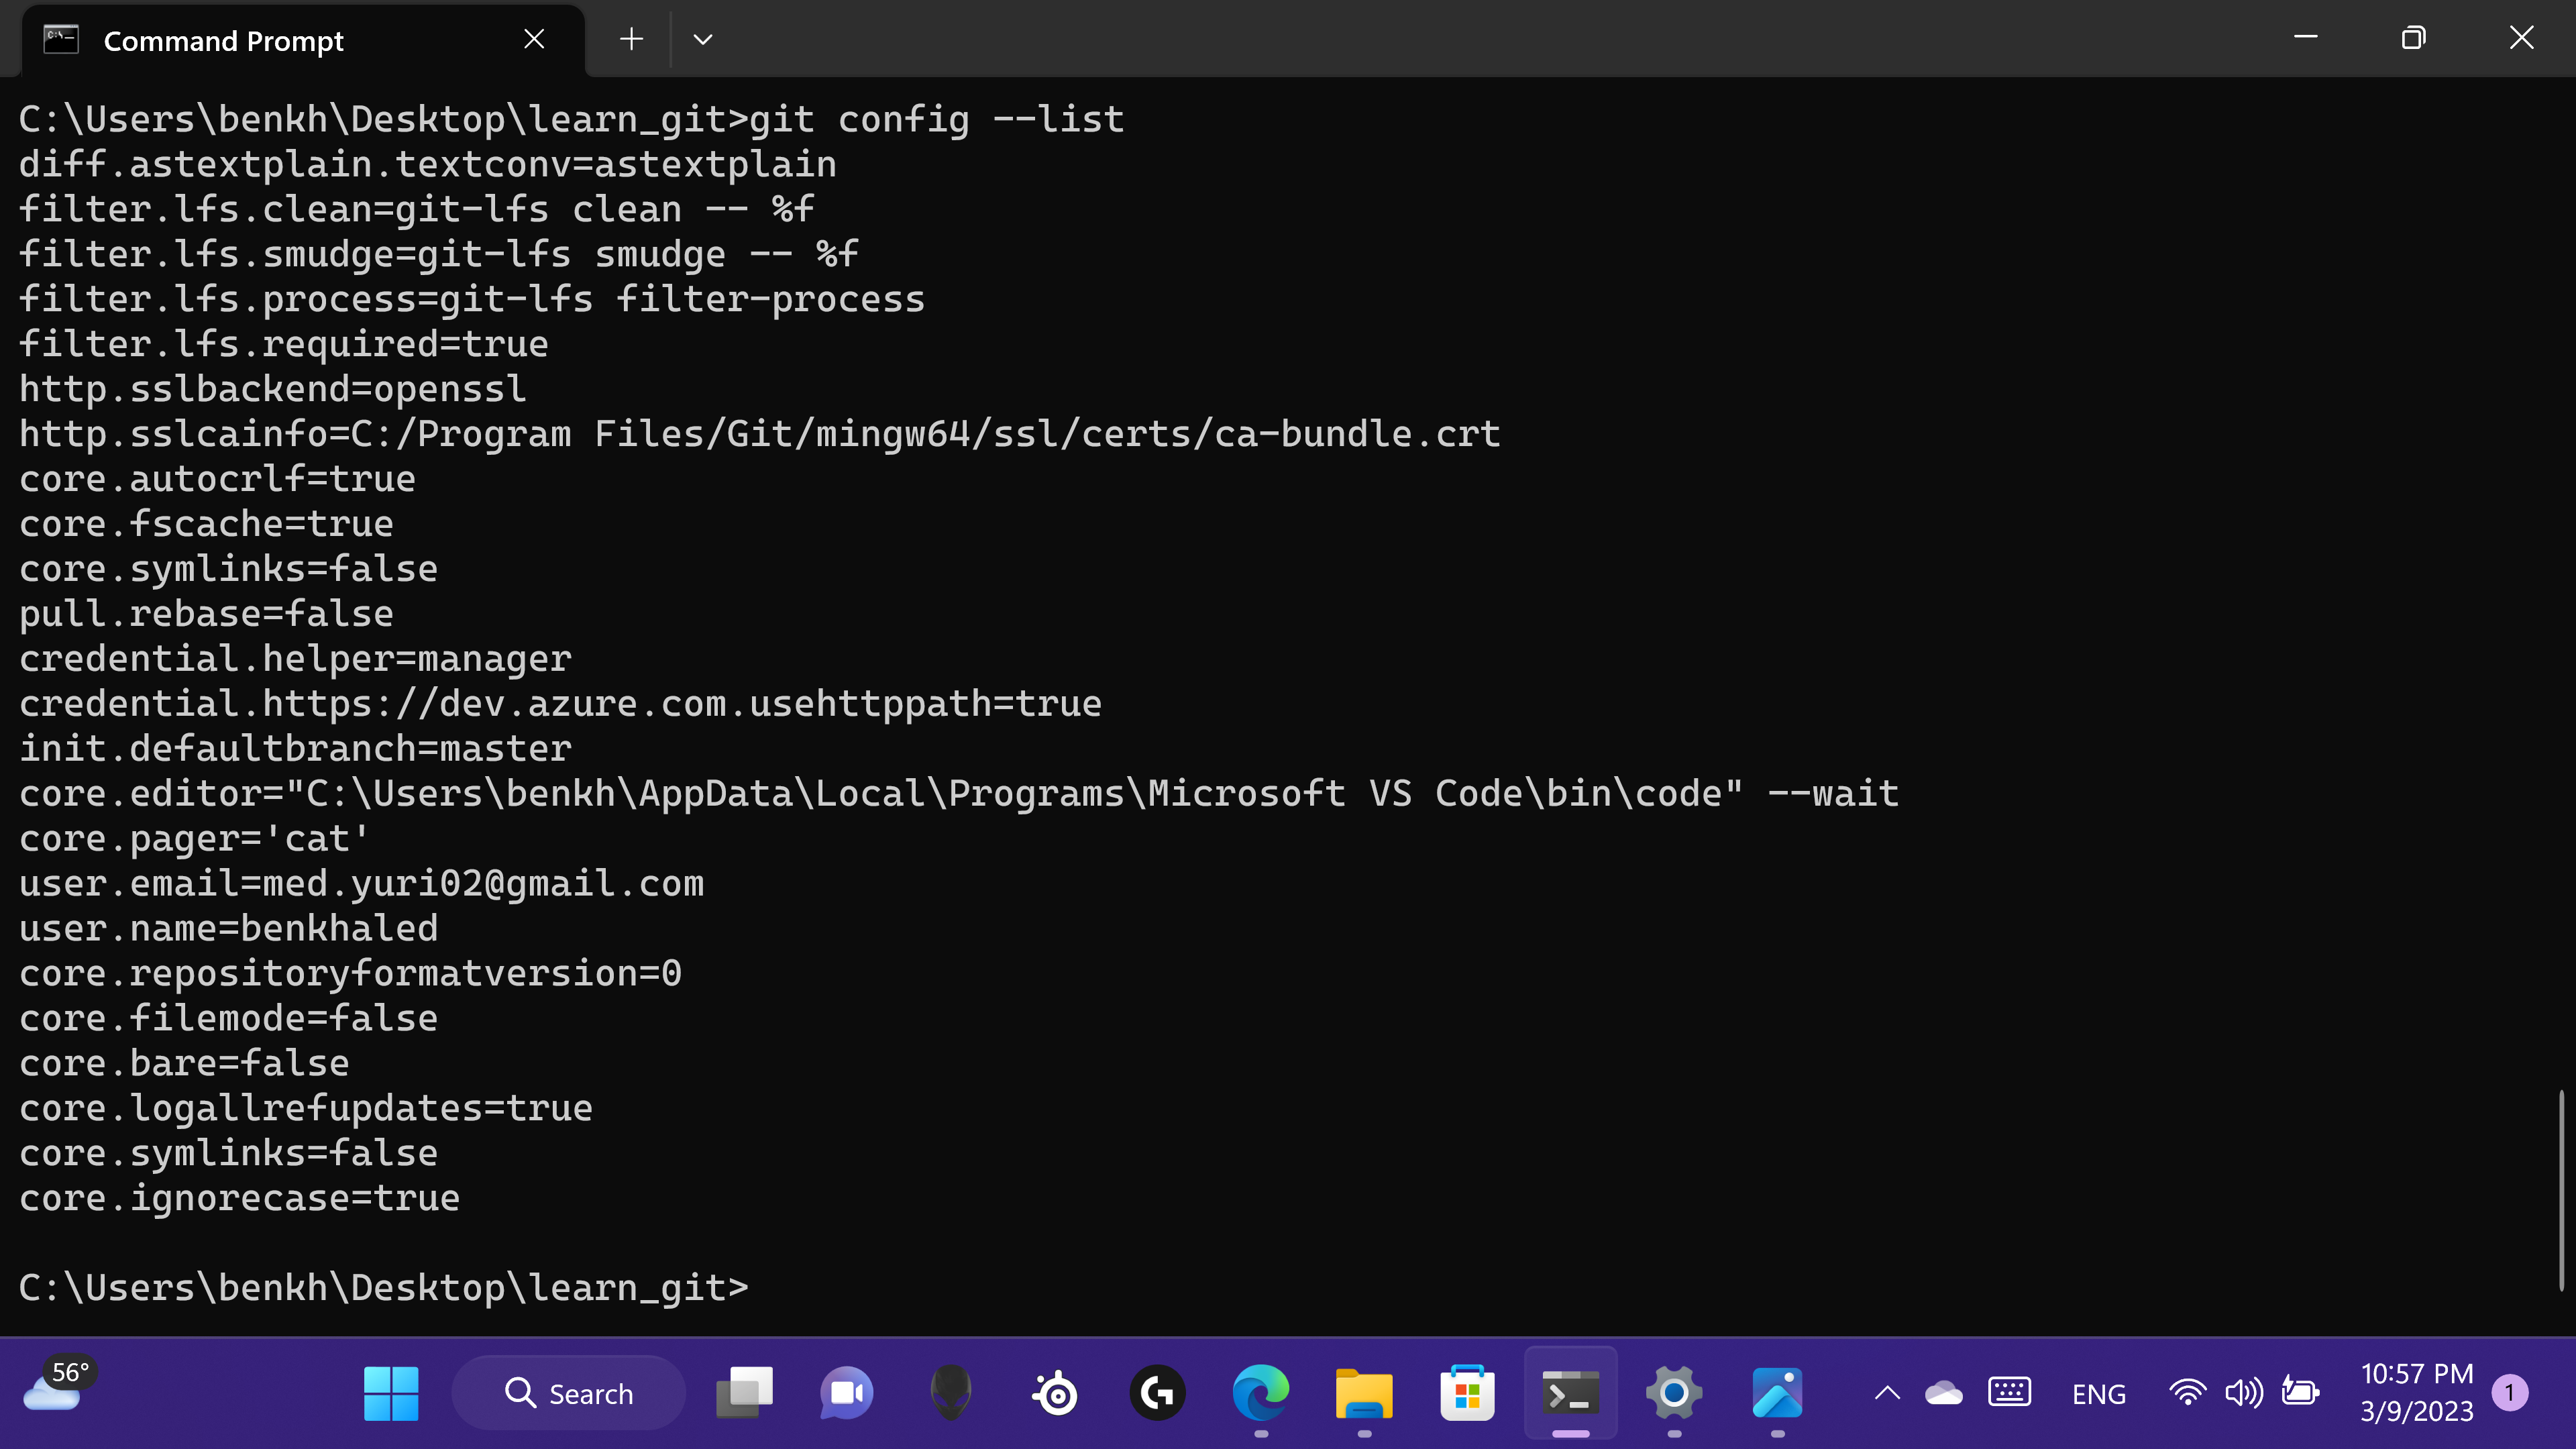 Command Prompt
C:\Users\benkh\Desktop\learn_git>git config --list
diff.astextplain.textconv=astextplain
filter.lfs.clean=git-lfs clean -- %f
filter.lfs.smudge=git-lfs smudge -- %f
filter.lfs.process=git-lfs filter-process
filter.lfs.required=true
http.sslbackend=openssl
http.sslcainfo=C:/Program Files/Git/mingw64/ssl/certs/ca-bundle.crt
core.autocrlf=true
core.fscache=true
core.symlinks=false
pull.rebase=false
credential.helper=manager
credential.https://dev.azure.com.usehttppath=true
init.defaultbranch=master
core.editor="C:\Users\benkh\AppData\Local\Programs\Microsoft VS Code\bin\code" --wait
core.pager='cat'
user.email=med.yuri02@gmail.com
user.name=benkhaled
core.repositoryformatversion=0
core.filemode=false
core.bare=false
core.logallrefupdates=true
core.symlinks=false
core.ignorecase=true
C:\Users\benkh\Desktop\learn_git>
56°
Search
ENG
10:57 PM
3/9/2023
1